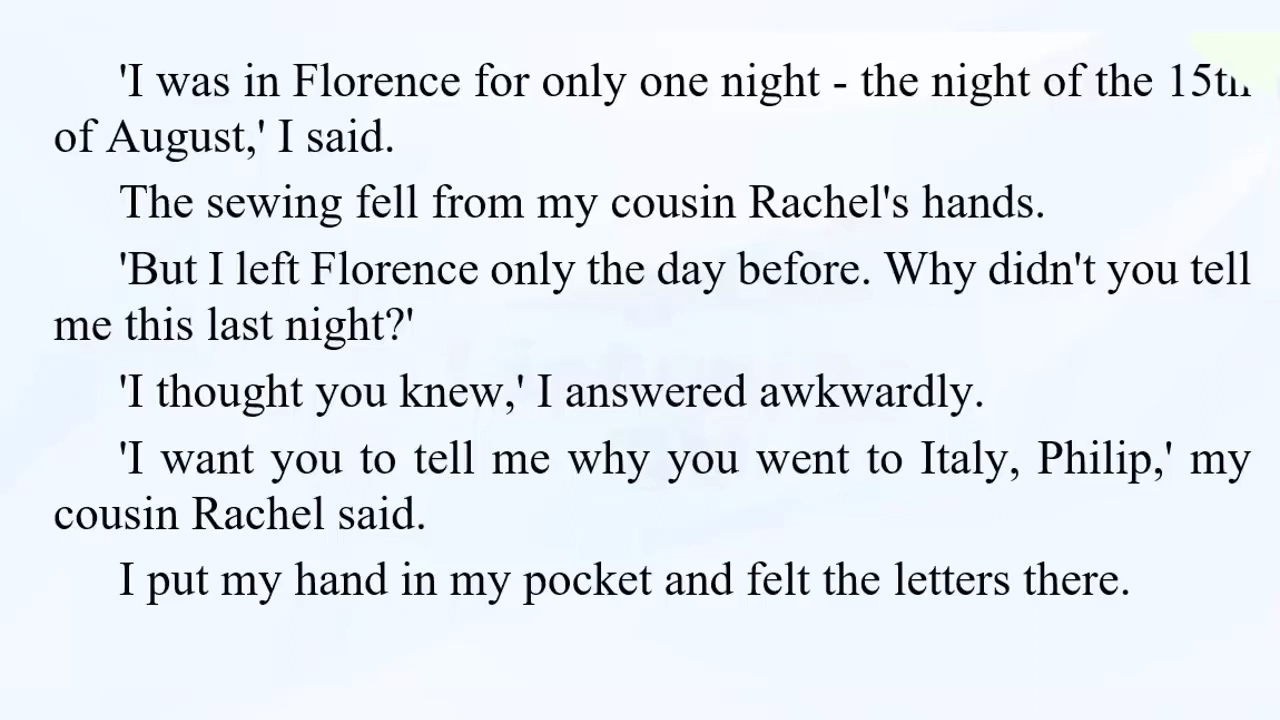 'I was in Florence for only one night - the night of the 15th
of August,' I said.
The sewing fell from my cousin Rachel's hands.
'But I left Florence only the day before. Why didn't you tell
me this last night?'
'I thought you knew,' I answered awkwardly.
'I want you to tell me why you went to Italy, Philip,' my
cousin Rachel said.
I put my hand in my pocket and felt the letters there.